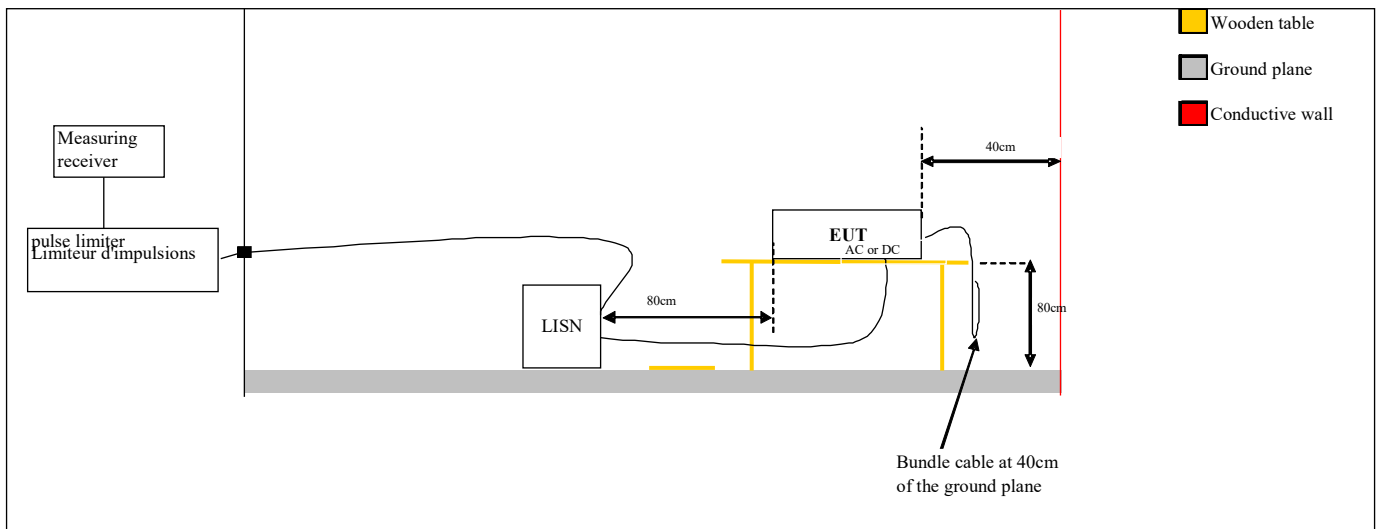 Wooden table
Ground plane
Conductive wall
Measuring
receiver
pulse limiter
Limiteur d'impulsions
40cm
EUT
AC or DC
80cm
80cm
LISN
Bundle cable at 40cm
of the ground plane